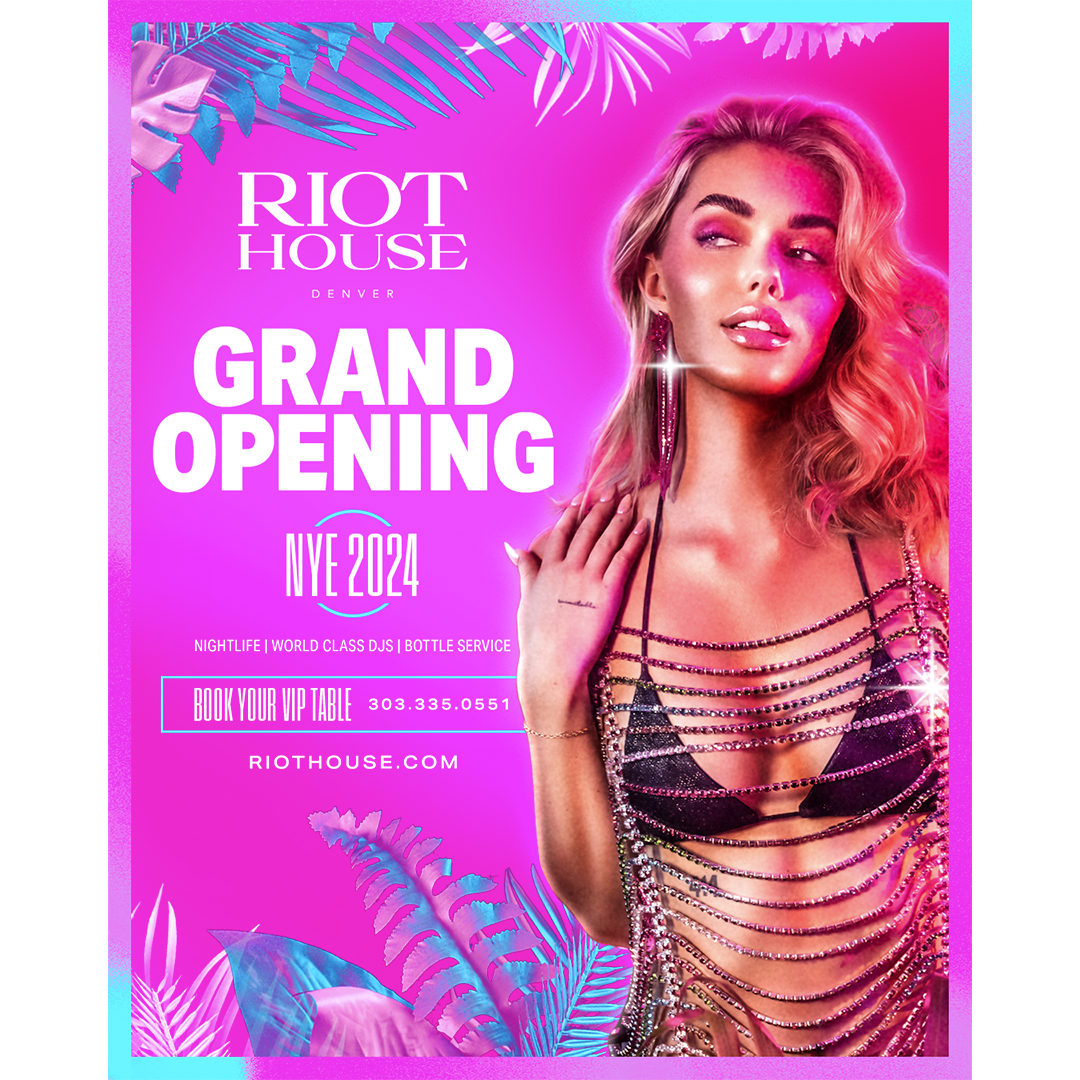 RIOT
HOUSE
DENVER
GRAND
OPENING
NYE 2024
NIGHTLIFE | WORLD CLASS DJS | BOTTLE SERVICE
BOOK YOUR VIP TABLE 303.335.0551
RIOTHOUSE.COM